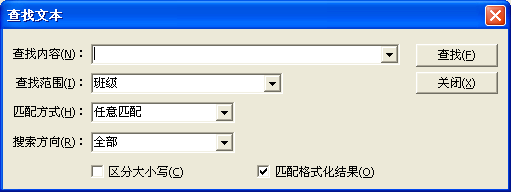 查找文本
查找内容(N)： 查找(F)
查找范围(I)： 班级 关闭(X)
匹配方式(H)： 任意匹配
搜索方向(R)： 全部
区分大小写(C) 匹配格式化结果(O)